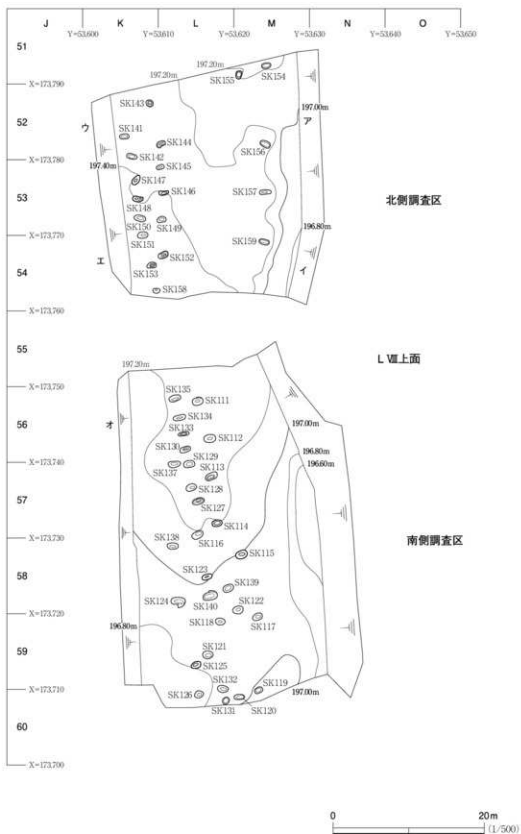 J K L M N O
Y=53,600 Y=53,610 Y=53,620 Y=53,630 Y=53,640 Y=53,650
51
197.20m
197.20m
SK155
SK154
X=173,790
SK143
197.00m
ウ
ア
52
SK141
SK144
SK156
SK142
X=173,780
197.40m
SK145
SK147
SK146
SK157
53
北側調査区
SK148
SK150
SK149
196.80m
X=173,770
SK151
SK159
SK152
エ
イ
54
SK153
SK158
X=173,760
55
LⅧ上面
197.20m
X=173,750
SK135
SK111
オ
SK134
197.00m
56
SK133
SK112
SK130
196.80m
SK129
196.60m
X=173,740
SK137
SK113
SK128
57
SK127
SK114
南側調査区
X=173,730
SK138
SK116
SK115
58
SK123
SK139
SK124
SK140
SK122
X=173,720
196.80m
SK118
SK117
59
SK121
SK125
SK132
SK119
X=173,710
SK126
197.00m
SK131
SK120
60
X=173,700
0 20m
(1/500)